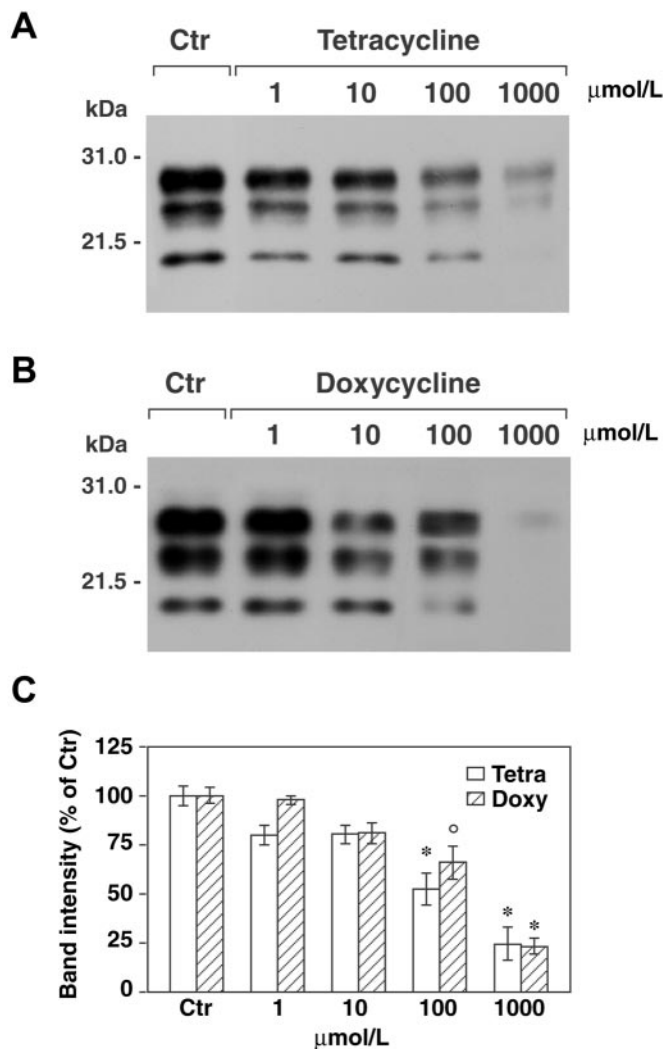 A
Ctr Tetracycline
1 10 100 1000 μmol/L
kDa
31.0 -
21.5 -
B
Ctr Doxycycline
1 10 100 1000 μmol/L
kDa
31.0 -
21.5 -
C
Band intensity (% of Ctr)
125
100
75
50
25
0
Tetra
Doxy
* °
* *
Ctr 1 10 100 1000
μmol/L